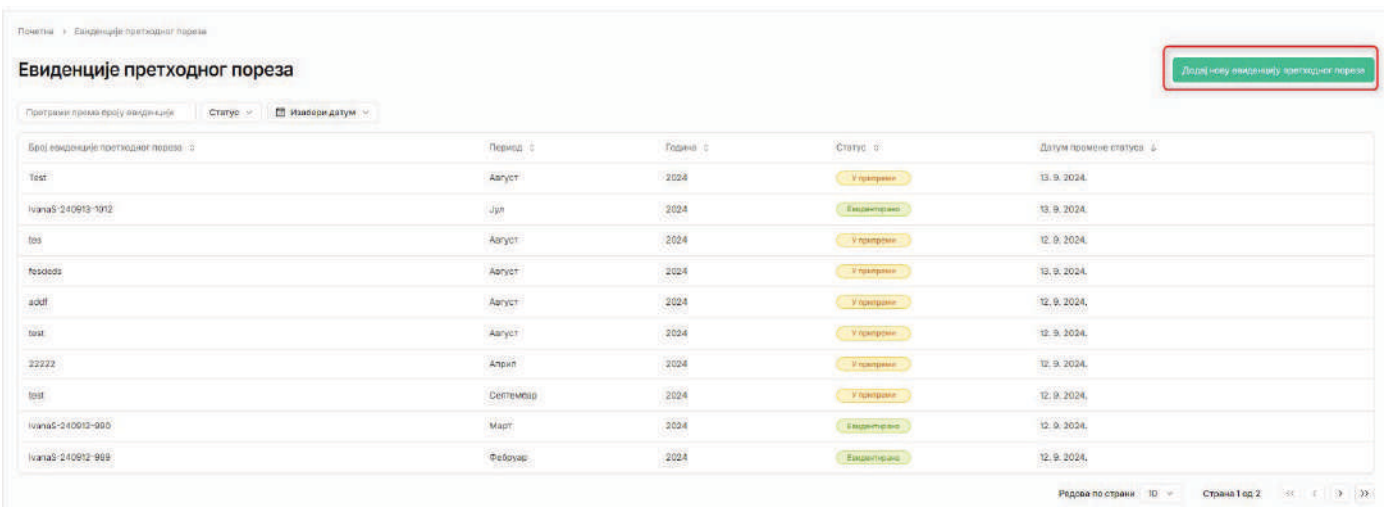 Почетна > Евиденције претходног пореза
Евиденције претходног пореза
Додај нову евиденцију претходног пореза
Претражи према броју евиденције Статус Изабери датум
Број евиденције претходног пореза Период Година Статус Датум промене статуса
Test Август 2024 У припреми 13. 9. 2024.
IvanaS-240913-1012 Јул 2024 Евидентирано 13. 9. 2024.
tes Август 2024 У припреми 12. 9. 2024.
fesdeds Август 2024 У припреми 13. 9. 2024.
addf Август 2024 У припреми 12. 9. 2024.
test Август 2024 У припреми 12. 9. 2024.
22222 Април 2024 У припреми 12. 9. 2024.
test Септембар 2024 У припреми 12. 9. 2024.
IvanaS-240912-990 Март 2024 Евидентирано 12. 9. 2024.
IvanaS-240912-989 Фебруар 2024 Евидентирано 12. 9. 2024.
Редова по страни 10 Страна 1 од 2 << < > >>